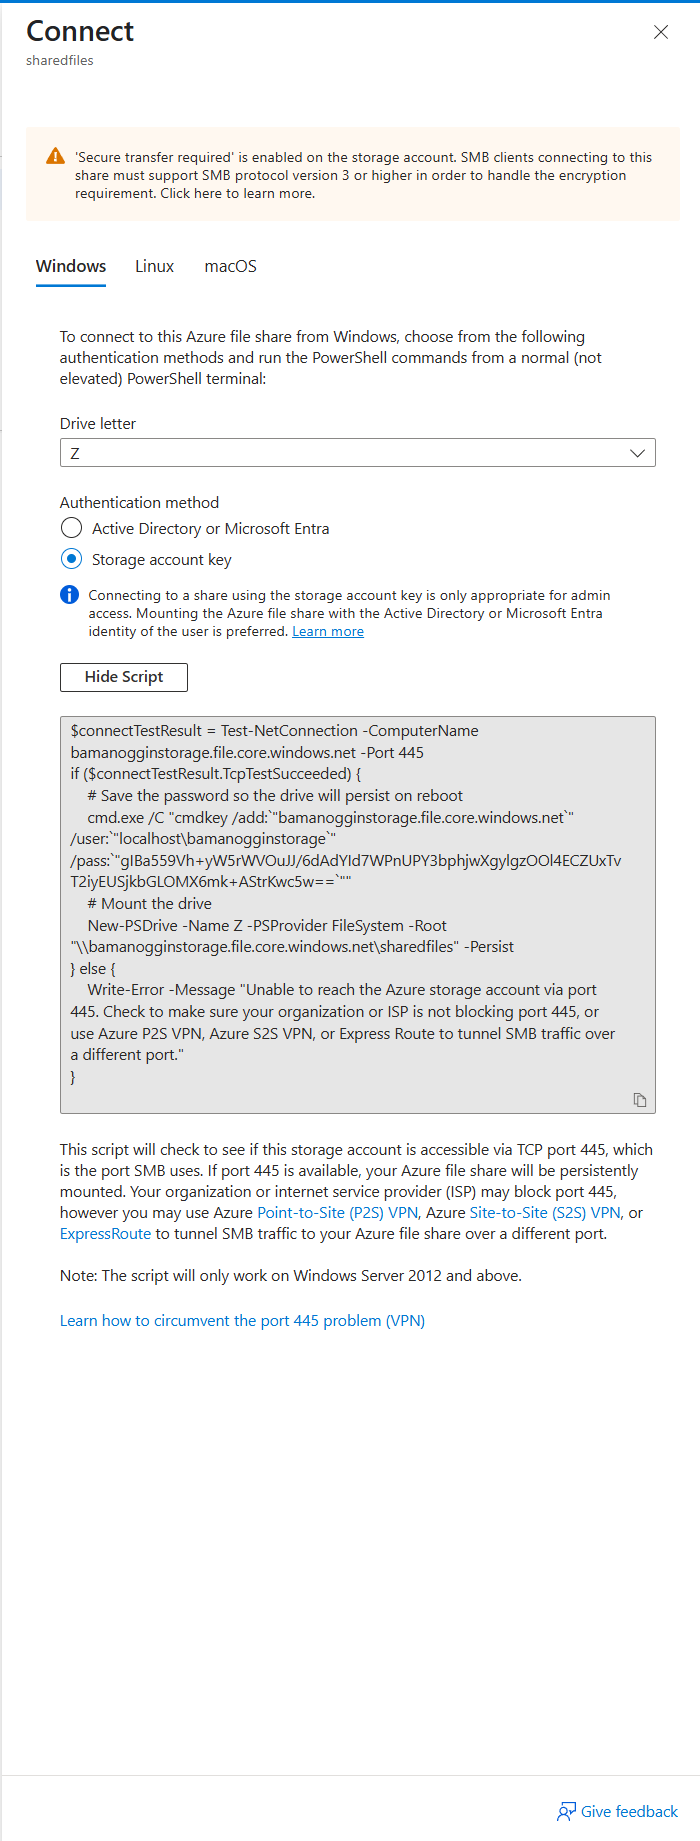 Connect
sharedfiles
'Secure transfer required' is enabled on the storage account. SMB clients connecting to this
share must support SMB protocol version 3 or higher in order to handle the encryption
requirement. Click here to learn more.
Windows Linux macOS
To connect to this Azure file share from Windows, choose from the following
authentication methods and run the PowerShell commands from a normal (not
elevated) PowerShell terminal:
Drive letter
Z
Authentication method
Active Directory or Microsoft Entra
Storage account key
Connecting to a share using the storage account key is only appropriate for admin
access. Mounting the Azure file share with the Active Directory or Microsoft Entra
identity of the user is preferred. Learn more
Hide Script
$connectTestResult = Test-NetConnection -ComputerName
bamanogginstorage.file.core.windows.net -Port 445
if ($connectTestResult.TcpTestSucceeded) {
# Save the password so the drive will persist on reboot
cmd.exe /C "cmdkey /add:`"bamanogginstorage.file.core.windows.net`"
/user:`"localhost\bamanogginstorage`"
/pass:`"gIBa559Vh+yW5rWVOuJJ/6dAdYId7WPnUPY3bphjwXgylgzOOl4ECZUxTv
T2iyEUSjkbGLOMX6mk+AStrKwc5w==`""
# Mount the drive
New-PSDrive -Name Z -PSProvider FileSystem -Root
"\\bamanogginstorage.file.core.windows.net\sharedfiles" -Persist
} else {
Write-Error -Message "Unable to reach the Azure storage account via port
445. Check to make sure your organization or ISP is not blocking port 445, or
use Azure P2S VPN, Azure S2S VPN, or Express Route to tunnel SMB traffic over
a different port."
}
This script will check to see if this storage account is accessible via TCP port 445, which
is the port SMB uses. If port 445 is available, your Azure file share will be persistently
mounted. Your organization or internet service provider (ISP) may block port 445,
however you may use Azure Point-to-Site (P2S) VPN, Azure Site-to-Site (S2S) VPN, or
ExpressRoute to tunnel SMB traffic to your Azure file share over a different port.
Note: The script will only work on Windows Server 2012 and above.
Learn how to circumvent the port 445 problem (VPN)
Give feedback